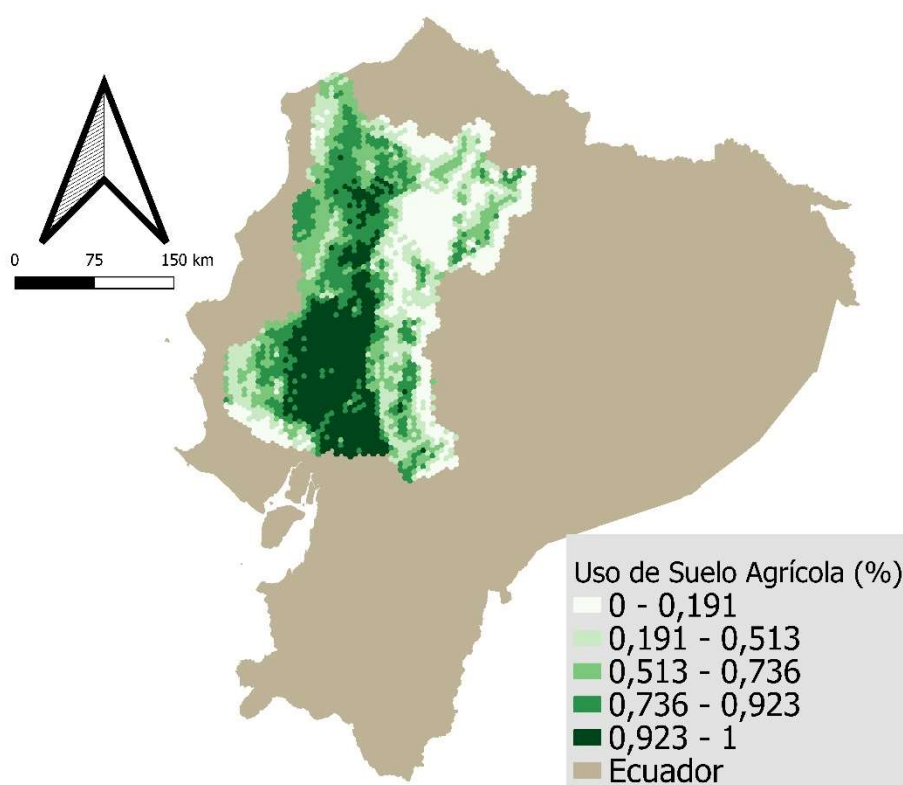 0 75 150 km
Uso de Suelo Agrícola (%)
0 - 0,191
0,191 - 0,513
0,513 - 0,736
0,736 - 0,923
0,923 - 1
Ecuador